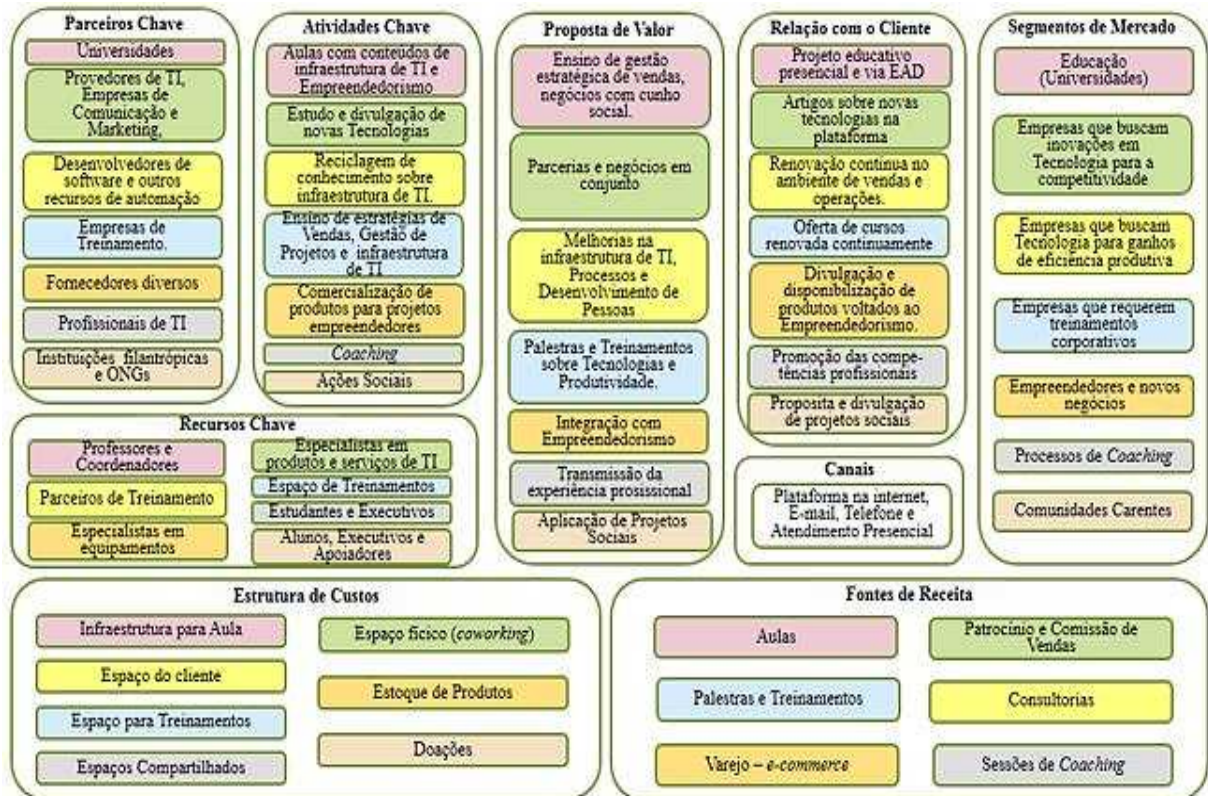 Parceiros Chave
Universidades
Provedores de TI,
Empresas de
Comunicação e
Marketing,
Desenvolvedores de
software e outros
recursos de automação
Empresas de
Treinamento.
Fornecedores diversos
Profissionais de TI
Instituições filantrópicas
e ONGs
Atividades Chave
Aulas com conteúdos de
infraestrutura de TI e
Empreendedorismo
Estudo e divulgação de
novas Tecnologias
Reciclagem de
conhecimento sobre
infraestrutura de TI.
Ensino de estratégias de
Vendas, Gestão de
Projetos e infraestrutura
de TI
Comercialização de
produtos para projetos
empreendedores
Coaching
Ações Sociais
Recursos Chave
Professores e
Coordenadores
Parceiros de Treinamento
Especialistas em
equipamentos
Especialistas em
produtos e serviços de TI
Espaço de Treinamentos
Estudantes e Executivos
Alunos, Executivos e
Apoiadores
Proposta de Valor
Ensino de gestão
estratégica de vendas,
negócios com cunho
social.
Parcerias e negócios em
conjunto
Melhorias na
infraestrutura de TI,
Processos e
Desenvolvimento de
Pessoas
Palestras e Treinamentos
sobre Tecnologias e
Produtividade.
Integração com
Empreendedorismo
Transmissão da
experiência prosissional
Aplicação de Projetos
Sociais
Relação com o Cliente
Projeto educativo
presencial e via EAD
Artigos sobre novas
tecnologias na
plataforma
Renovação contínua no
ambiente de vendas e
operações.
Oferta de cursos
renovada continuamente
Divulgação e
disponibilização de
produtos voltados ao
Empreendedorismo.
Promoção das compe-
tências profissionais
Proposita e divulgação
de projetos sociais
Canais
Plataforma na internet,
E-mail, Telefone e
Atendimento Presencial
Segmentos de Mercado
Educação
(Universidades)
Empresas que buscam
inovações em
Tecnologia para a
competitividade
Empresas que buscam
Tecnologia para ganhos
de eficiência produtiva
Empresas que requerem
treinamentos
corporativos
Empreendedores e novos
negócios
Processos de Coaching
Comunidades Carentes
Estrutura de Custos
Infraestrutura para Aula
Espaço do cliente
Espaço para Treinamentos
Espaços Compartilhados
Espaço fícico (coworking)
Estoque de Produtos
Doações
Fontes de Receita
Aulas
Palestras e Treinamentos
Varejo – e-commerce
Patrocínio e Comissão de
Vendas
Consultorias
Sessões de Coaching